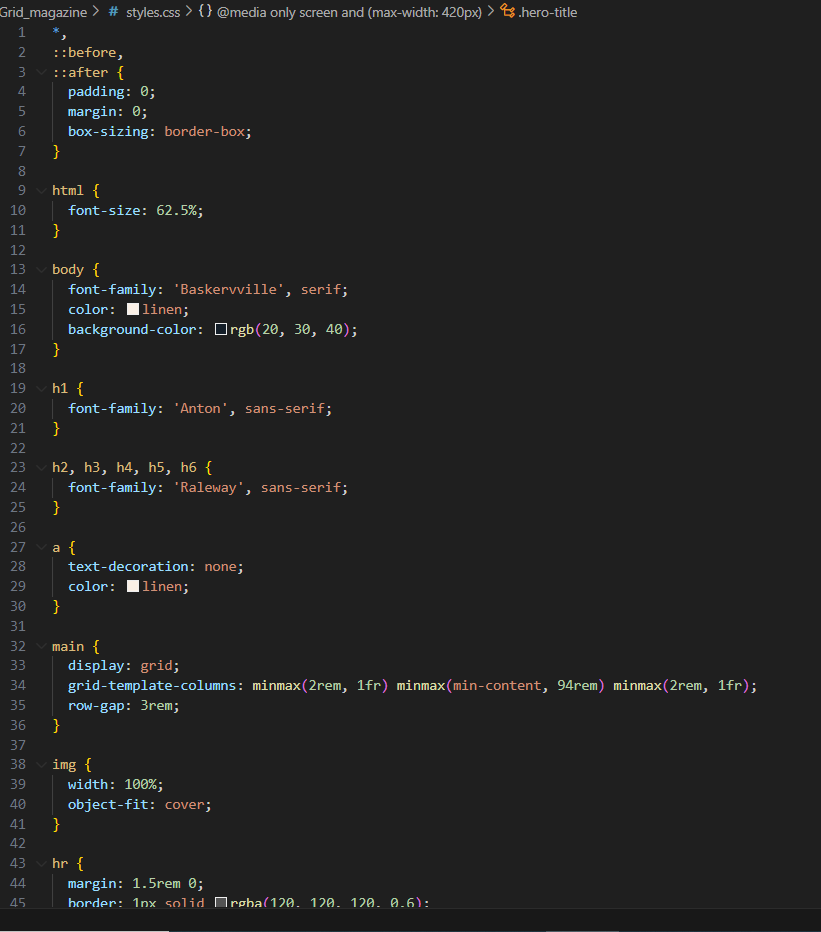 Grid_magazine > # styles.css > {} @media only screen and (max-width: 420px) > .hero-title
1 *,
2 ::before,
3 ::after {
4 padding: 0;
5 margin: 0;
6 box-sizing: border-box;
7 }
8
9 html {
10 font-size: 62.5%;
11 }
12
13 body {
14 font-family: 'Baskervville', serif;
15 color: linen;
16 background-color: rgb(20, 30, 40);
17 }
18
19 h1 {
20 font-family: 'Anton', sans-serif;
21 }
22
23 h2, h3, h4, h5, h6 {
24 font-family: 'Raleway', sans-serif;
25 }
26
27 a {
28 text-decoration: none;
29 color: linen;
30 }
31
32 main {
33 display: grid;
34 grid-template-columns: minmax(2rem, 1fr) minmax(min-content, 94rem) minmax(2rem, 1fr);
35 row-gap: 3rem;
36 }
37
38 img {
39 width: 100%;
40 object-fit: cover;
41 }
42
43 hr {
44 margin: 1.5rem 0;
45 border: 1px solid rgba(120, 120, 120, 0.6);